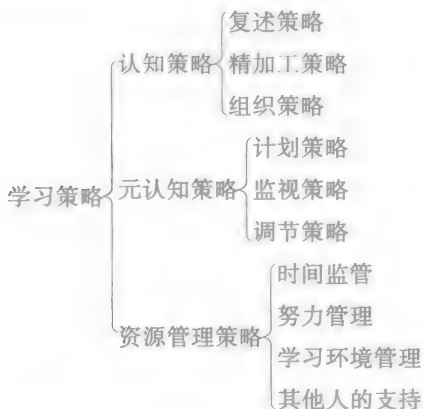 学习策略
认知策略
复述策略
精加工策略
组织策略
元认知策略
计划策略
监视策略
调节策略
资源管理策略
时间监管
努力管理
学习环境管理
其他人的支持